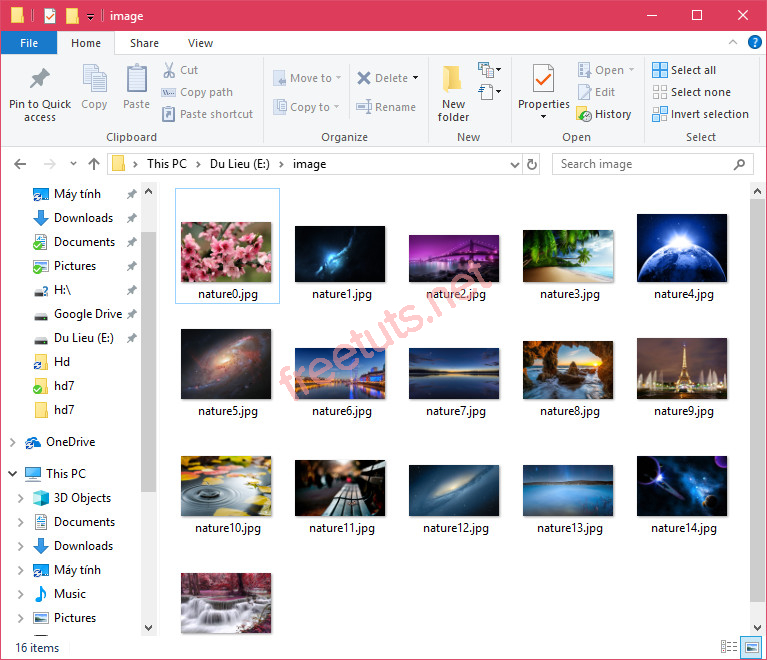 image
File Home Share View
Pin to Quick access
Copy
Paste
Cut
Copy path
Paste shortcut
Clipboard
Move to
Copy to
Delete
Rename
Organize
New folder
New
Properties
Open
Edit
History
Open
Select all
Select none
Invert selection
Select
This PC > Du Lieu (E:) > image
Search image
Máy tính
Downloads
Documents
Pictures
H:\
Google Drive
Du Lieu (E:)
Hd
hd7
hd7
OneDrive
This PC
3D Objects
Documents
Downloads
Máy tính
Music
Pictures
nature0.jpg nature1.jpg nature2.jpg nature3.jpg nature4.jpg
nature5.jpg nature6.jpg nature7.jpg nature8.jpg nature9.jpg
nature10.jpg nature11.jpg nature12.jpg nature13.jpg nature14.jpg
freetuts.net
16 items